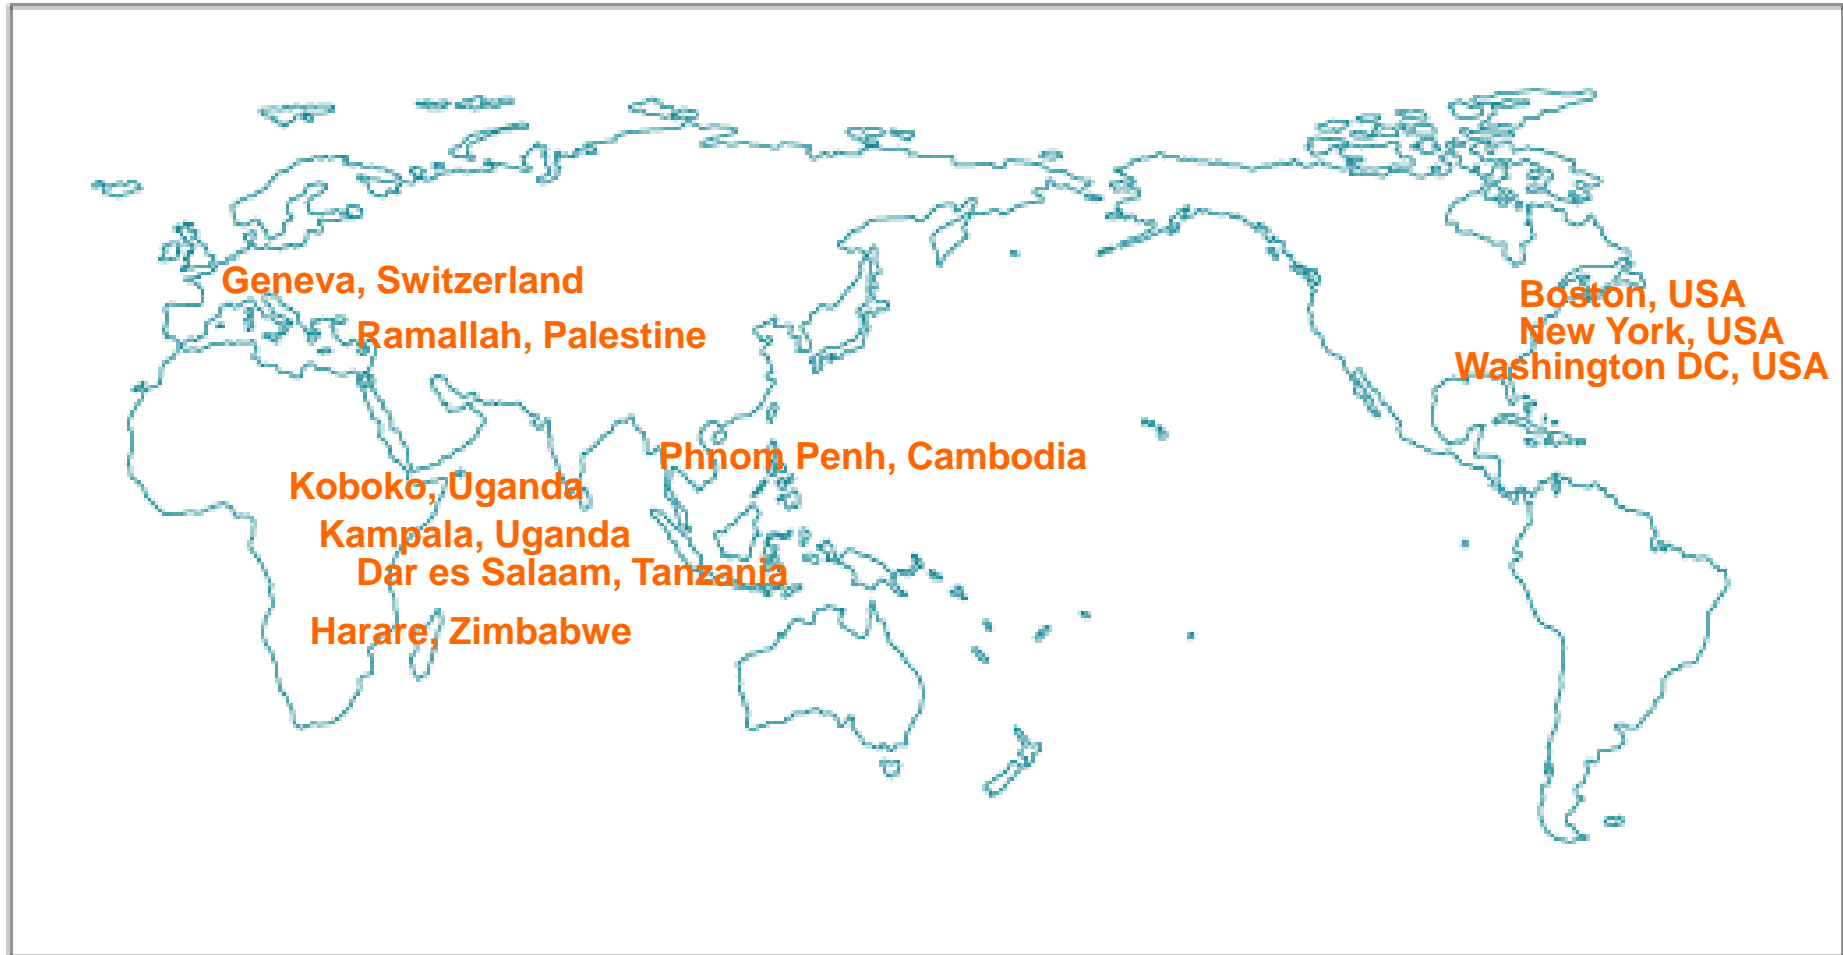 Geneva, Switzerland
Boston, USA
Ramallah, Palestine
New York, USA
Washington DC, USA
Phnom Penh, Cambodia
Koboko, Uganda
Kampala, Uganda
Dar es Salaam, Tanzania
Harare, Zimbabwe